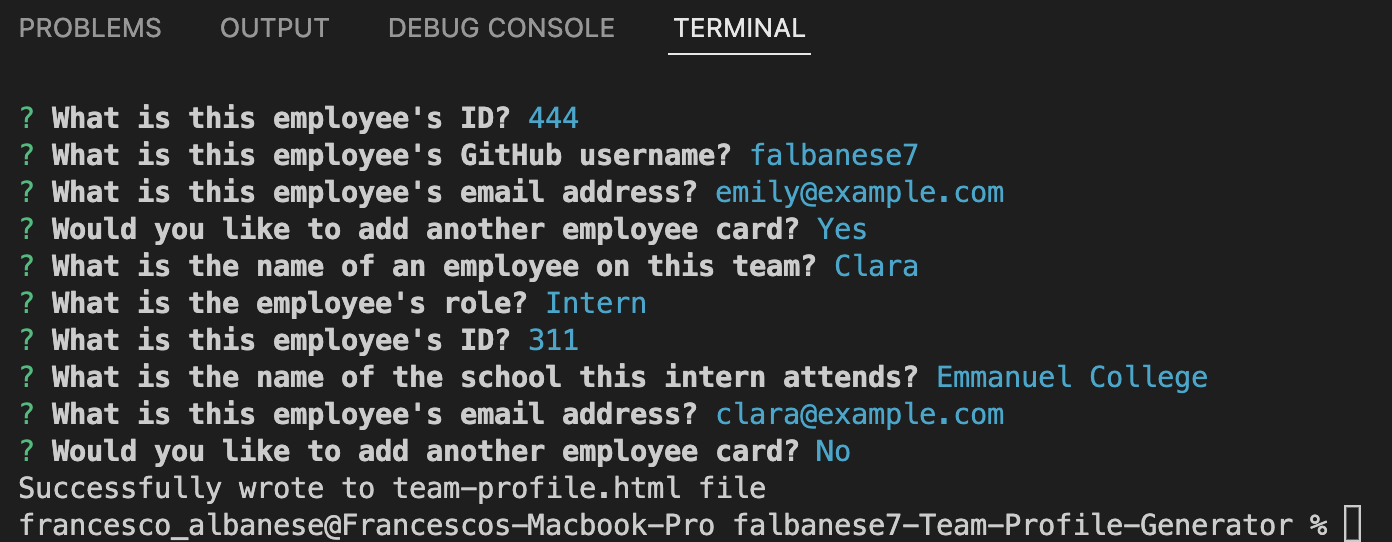 PROBLEMS OUTPUT DEBUG CONSOLE TERMINAL
? What is this employee's ID? 444
? What is this employee's GitHub username? falbanese7
? What is this employee's email address? emily@example.com
? Would you like to add another employee card? Yes
? What is the name of an employee on this team? Clara
? What is the employee's role? Intern
? What is this employee's ID? 311
? What is the name of the school this intern attends? Emmanuel College
? What is this employee's email address? clara@example.com
? Would you like to add another employee card? No
Successfully wrote to team-profile.html file
francesco_albanese@Francescos-Macbook-Pro falbanese7-Team-Profile-Generator %